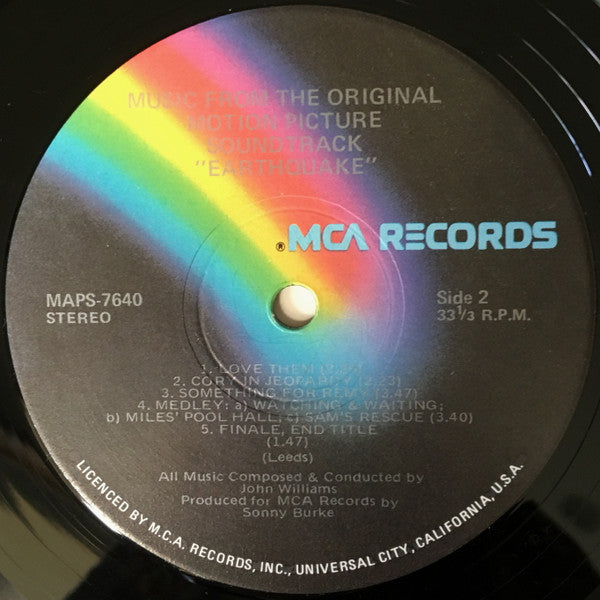 MUSIC FROM THE ORIGINAL
MOTION PICTURE
SOUNDTRACK
"EARTHQUAKE"
® MCA RECORDS
MAPS-7640
STEREO
Side 2
33⅓ R.P.M.
1. LOVE THEM
2. CORY IN JEOPARDY (2.23)
3. SOMETHING FOR REMY (3.47)
4. MEDLEY: a) WATCHING & WAITING;
b) MILES' POOL HALL; c) SAM'S RESCUE (3.40)
5. FINALE, END TITLE
(1.47)
(Leeds)
All Music Composed & Conducted by
John Williams
Produced for MCA Records by
Sonny Burke
LICENCED BY M.C.A. RECORDS, INC., UNIVERSAL CITY, CALIFORNIA, U.S.A.